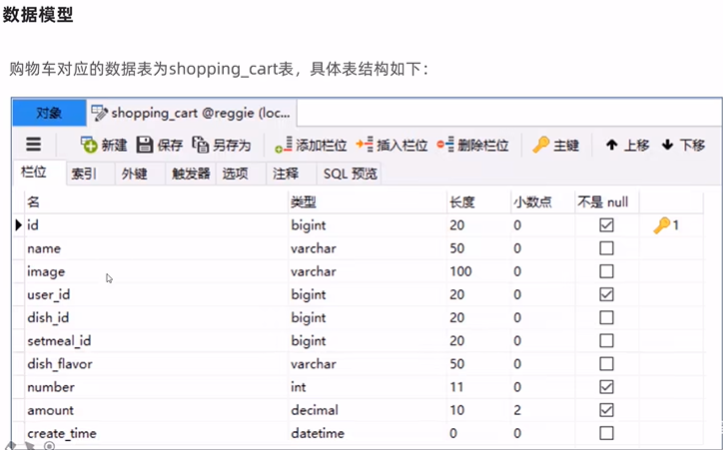 数据模型
购物车对应的数据表为shopping_cart表，具体表结构如下：
对象 shopping_cart @reggie (loc...
新建 保存 另存为 添加栏位 插入栏位 删除栏位 主键 上移 下移
栏位 索引 外键 触发器 选项 注释 SQL 预览
名 类型 长度 小数点 不是 null
id bigint 20 0 1
name varchar 50 0
image varchar 100 0
user_id bigint 20 0
dish_id bigint 20 0
setmeal_id bigint 20 0
dish_flavor varchar 50 0
number int 11 0
amount decimal 10 2
create_time datetime 0 0